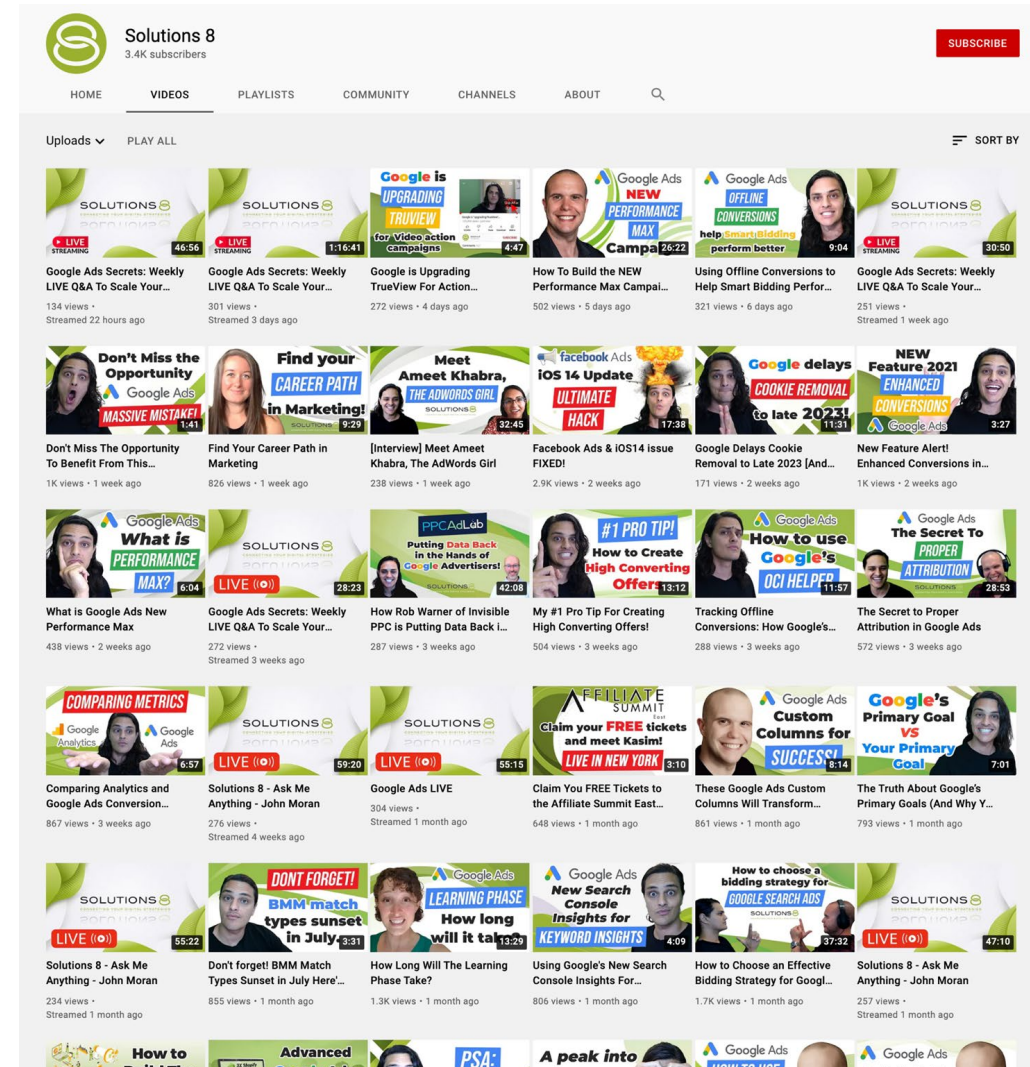 Solutions 8
3.4K subscribers
SUBSCRIBE
HOME VIDEOS PLAYLISTS COMMUNITY CHANNELS ABOUT
Uploads PLAY ALL SORT BY
SOLUTIONS 8
CONNECTING YOUR DIGITAL STRATEGIES
LIVE
STREAMING
46:56
SOLUTIONS 8
CONNECTING YOUR DIGITAL STRATEGIES
LIVE
STREAMING
1:16:41
Google is
UPGRADING
TRUVIEW
for Video action
campaigns
4:47
Google Ads
NEW
PERFORMANCE
MAX
Campa
26:22
Google Ads
OFFLINE
CONVERSIONS
help Smart Bidding
perform better
9:04
SOLUTIONS 8
CONNECTING YOUR DIGITAL STRATEGIES
LIVE
STREAMING
30:50
Google Ads Secrets: Weekly
LIVE Q&A To Scale Your...
134 views •
Streamed 22 hours ago
Google Ads Secrets: Weekly
LIVE Q&A To Scale Your...
301 views •
Streamed 3 days ago
Google is Upgrading
TrueView For Action...
272 views • 4 days ago
How To Build the NEW
Performance Max Campai...
502 views • 5 days ago
Using Offline Conversions to
Help Smart Bidding Perfor...
321 views • 6 days ago
Google Ads Secrets: Weekly
LIVE Q&A To Scale Your...
251 views •
Streamed 1 week ago
Don't Miss the
Opportunity
Google Ads
MASSIVE MISTAKE!
1:41
Find your
CAREER PATH
in Marketing!
SOLUTIONS
9:29
Meet
Ameet Khabra,
THE ADWORDS GIRL
SOLUTIONS 8
32:45
facebook Ads
iOS 14 Update
ULTIMATE
HACK
17:38
Google delays
COOKIE REMOVAL
to late 2023!
11:31
NEW
Feature 2021
ENHANCED
CONVERSIONS
Google Ads
3:27
Don't Miss The Opportunity
To Benefit From This...
1K views • 1 week ago
Find Your Career Path in
Marketing
826 views • 1 week ago
[Interview] Meet Ameet
Khabra, The AdWords Girl
238 views • 1 week ago
Facebook Ads & iOS14 issue
FIXED!
2.9K views • 2 weeks ago
Google Delays Cookie
Removal to Late 2023 [And...
171 views • 2 weeks ago
New Feature Alert!
Enhanced Conversions in...
1K views • 2 weeks ago
Google Ads
What is
PERFORMANCE
MAX?
6:04
SOLUTIONS 8
LIVE
28:23
PPCAdLab
Putting Data Back
in the Hands of
Google Advertisers!
SOLUTIONS 8
42:08
#1 PRO TIP!
How to Create
High Converting
Offers
13:12
Google Ads
How to use
Google's
OCI HELPER
11:57
Google Ads
The Secret To
PROPER
ATTRIBUTION
SOLUTIONS
28:53
What is Google Ads New
Performance Max
438 views • 2 weeks ago
Google Ads Secrets: Weekly
LIVE Q&A To Scale Your...
272 views •
Streamed 3 weeks ago
How Rob Warner of Invisible
PPC is Putting Data Back i...
287 views • 3 weeks ago
My #1 Pro Tip For Creating
High Converting Offers!
504 views • 3 weeks ago
Tracking Offline
Conversions: How Google's...
288 views • 3 weeks ago
The Secret to Proper
Attribution in Google Ads
572 views • 3 weeks ago
COMPARING METRICS
Google
Analytics
Google
Ads
6:57
SOLUTIONS 8
LIVE
59:20
SOLUTIONS 8
LIVE
55:15
AFFILIATE
SUMMIT
East
Claim your FREE tickets
and meet Kasim!
LIVE IN NEW YORK
3:10
Google Ads
Custom
Columns for
SUCCESS!
8:14
Google's
Primary Goal
VS
Your Primary
Goal
7:01
Comparing Analytics and
Google Ads Conversion...
867 views • 3 weeks ago
Solutions 8 - Ask Me
Anything - John Moran
276 views •
Streamed 4 weeks ago
Google Ads LIVE
304 views •
Streamed 1 month ago
Claim You FREE Tickets to
the Affiliate Summit East...
648 views • 1 month ago
These Google Ads Custom
Columns Will Transform...
861 views • 1 month ago
The Truth About Google's
Primary Goals (And Why Y...
793 views • 1 month ago
SOLUTIONS 8
LIVE
55:22
DONT FORGET!
BMM match
types sunset
in July.
3:31
Google Ads
LEARNING PHASE
How long
will it take?
13:29
Google Ads
New Search
Console
Insights for
KEYWORD INSIGHTS
4:09
How to choose a
bidding strategy for
GOOGLE SEARCH ADS
SOLUTIONS 8
37:32
SOLUTIONS 8
LIVE
47:10
Solutions 8 - Ask Me
Anything - John Moran
234 views •
Streamed 1 month ago
Don't forget! BMM Match
Types Sunset in July Here'...
855 views • 1 month ago
How Long Will The Learning
Phase Take?
1.3K views • 1 month ago
Using Google's New Search
Console Insights For...
806 views • 1 month ago
How to Choose an Effective
Bidding Strategy for Googl...
1.7K views • 1 month ago
Solutions 8 - Ask Me
Anything - John Moran
257 views •
Streamed 1 month ago
How to
Advanced
PSA:
A peak into
Google Ads
HOW TO USE
Google Ads